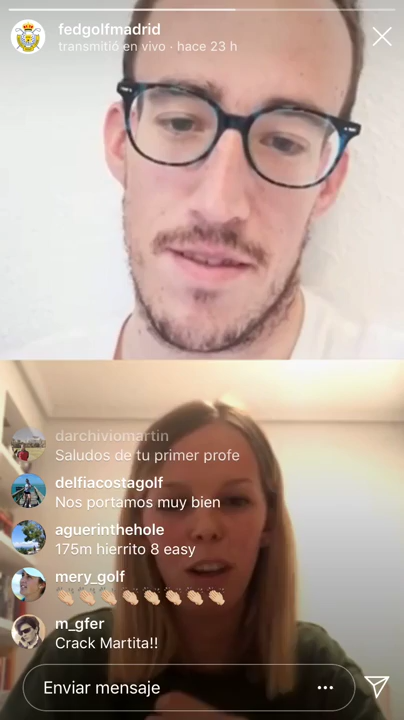 fedgolfmadrid
transmitió en vivo · hace 23 h
darchiviomartin
Saludos de tu primer profe
delfiacostagolf
Nos portamos muy bien
aguerinthehole
175m hierrito 8 easy
mery_golf
👏🏻👏🏻👏🏻👏🏻👏🏻👏🏻👏🏻👏🏻
m_gfer
Crack Martita!!
Enviar mensaje